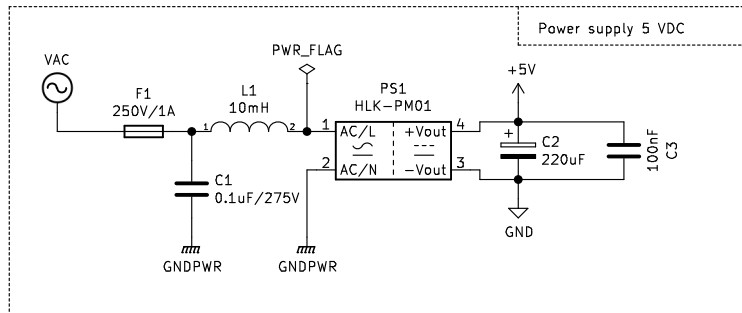 Power supply 5 VDC
VAC
PWR_FLAG
+5V
F1
250V/1A
L1
10mH
PS1
HLK-PM01
1
2
1
AC/L
+Vout
4
2
AC/N
-Vout
3
+
C2
220uF
100nF
C3
C1
0.1uF/275V
GND
GNDPWR
GNDPWR